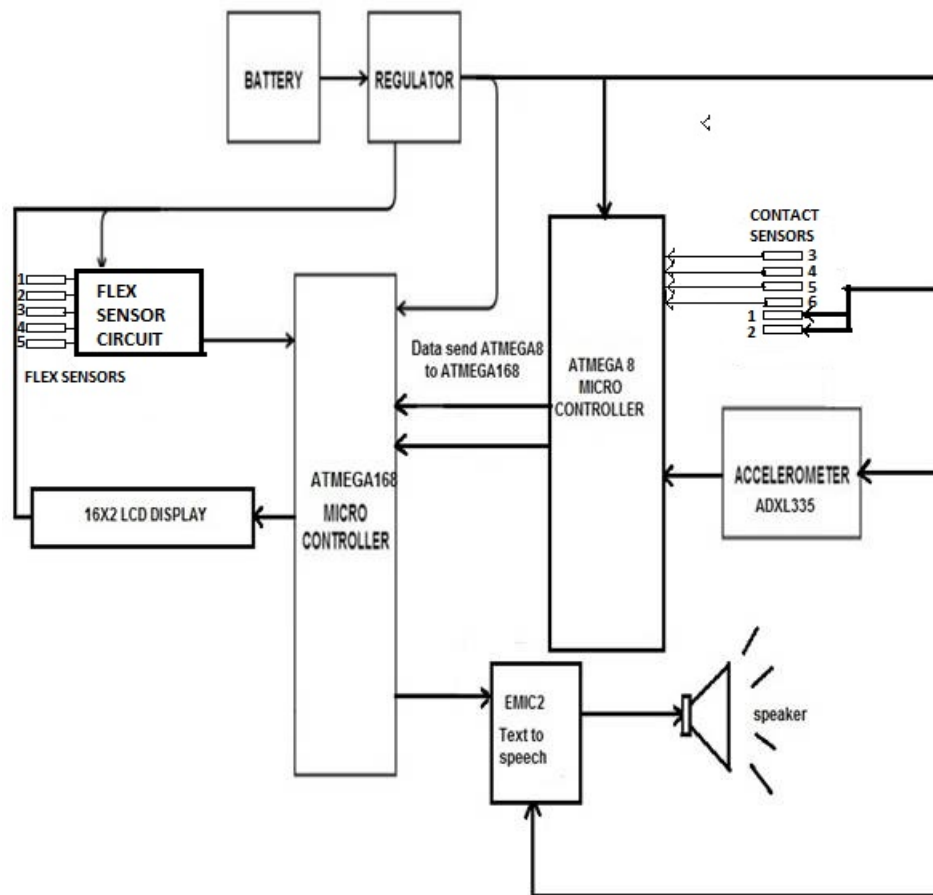 BATTERY
REGULATOR
CONTACT
SENSORS
3
4
5
6
1
2
1
2
3
4
5
FLEX
SENSOR
CIRCUIT
FLEX SENSORS
Data send ATMEGA8
to ATMEGA168
ATMEGA 8
MICRO
CONTROLLER
ATMEGA168
MICRO
CONTROLLER
ACCELEROMETER
ADXL335
16X2 LCD DISPLAY
EMIC2
Text to
speech
speaker